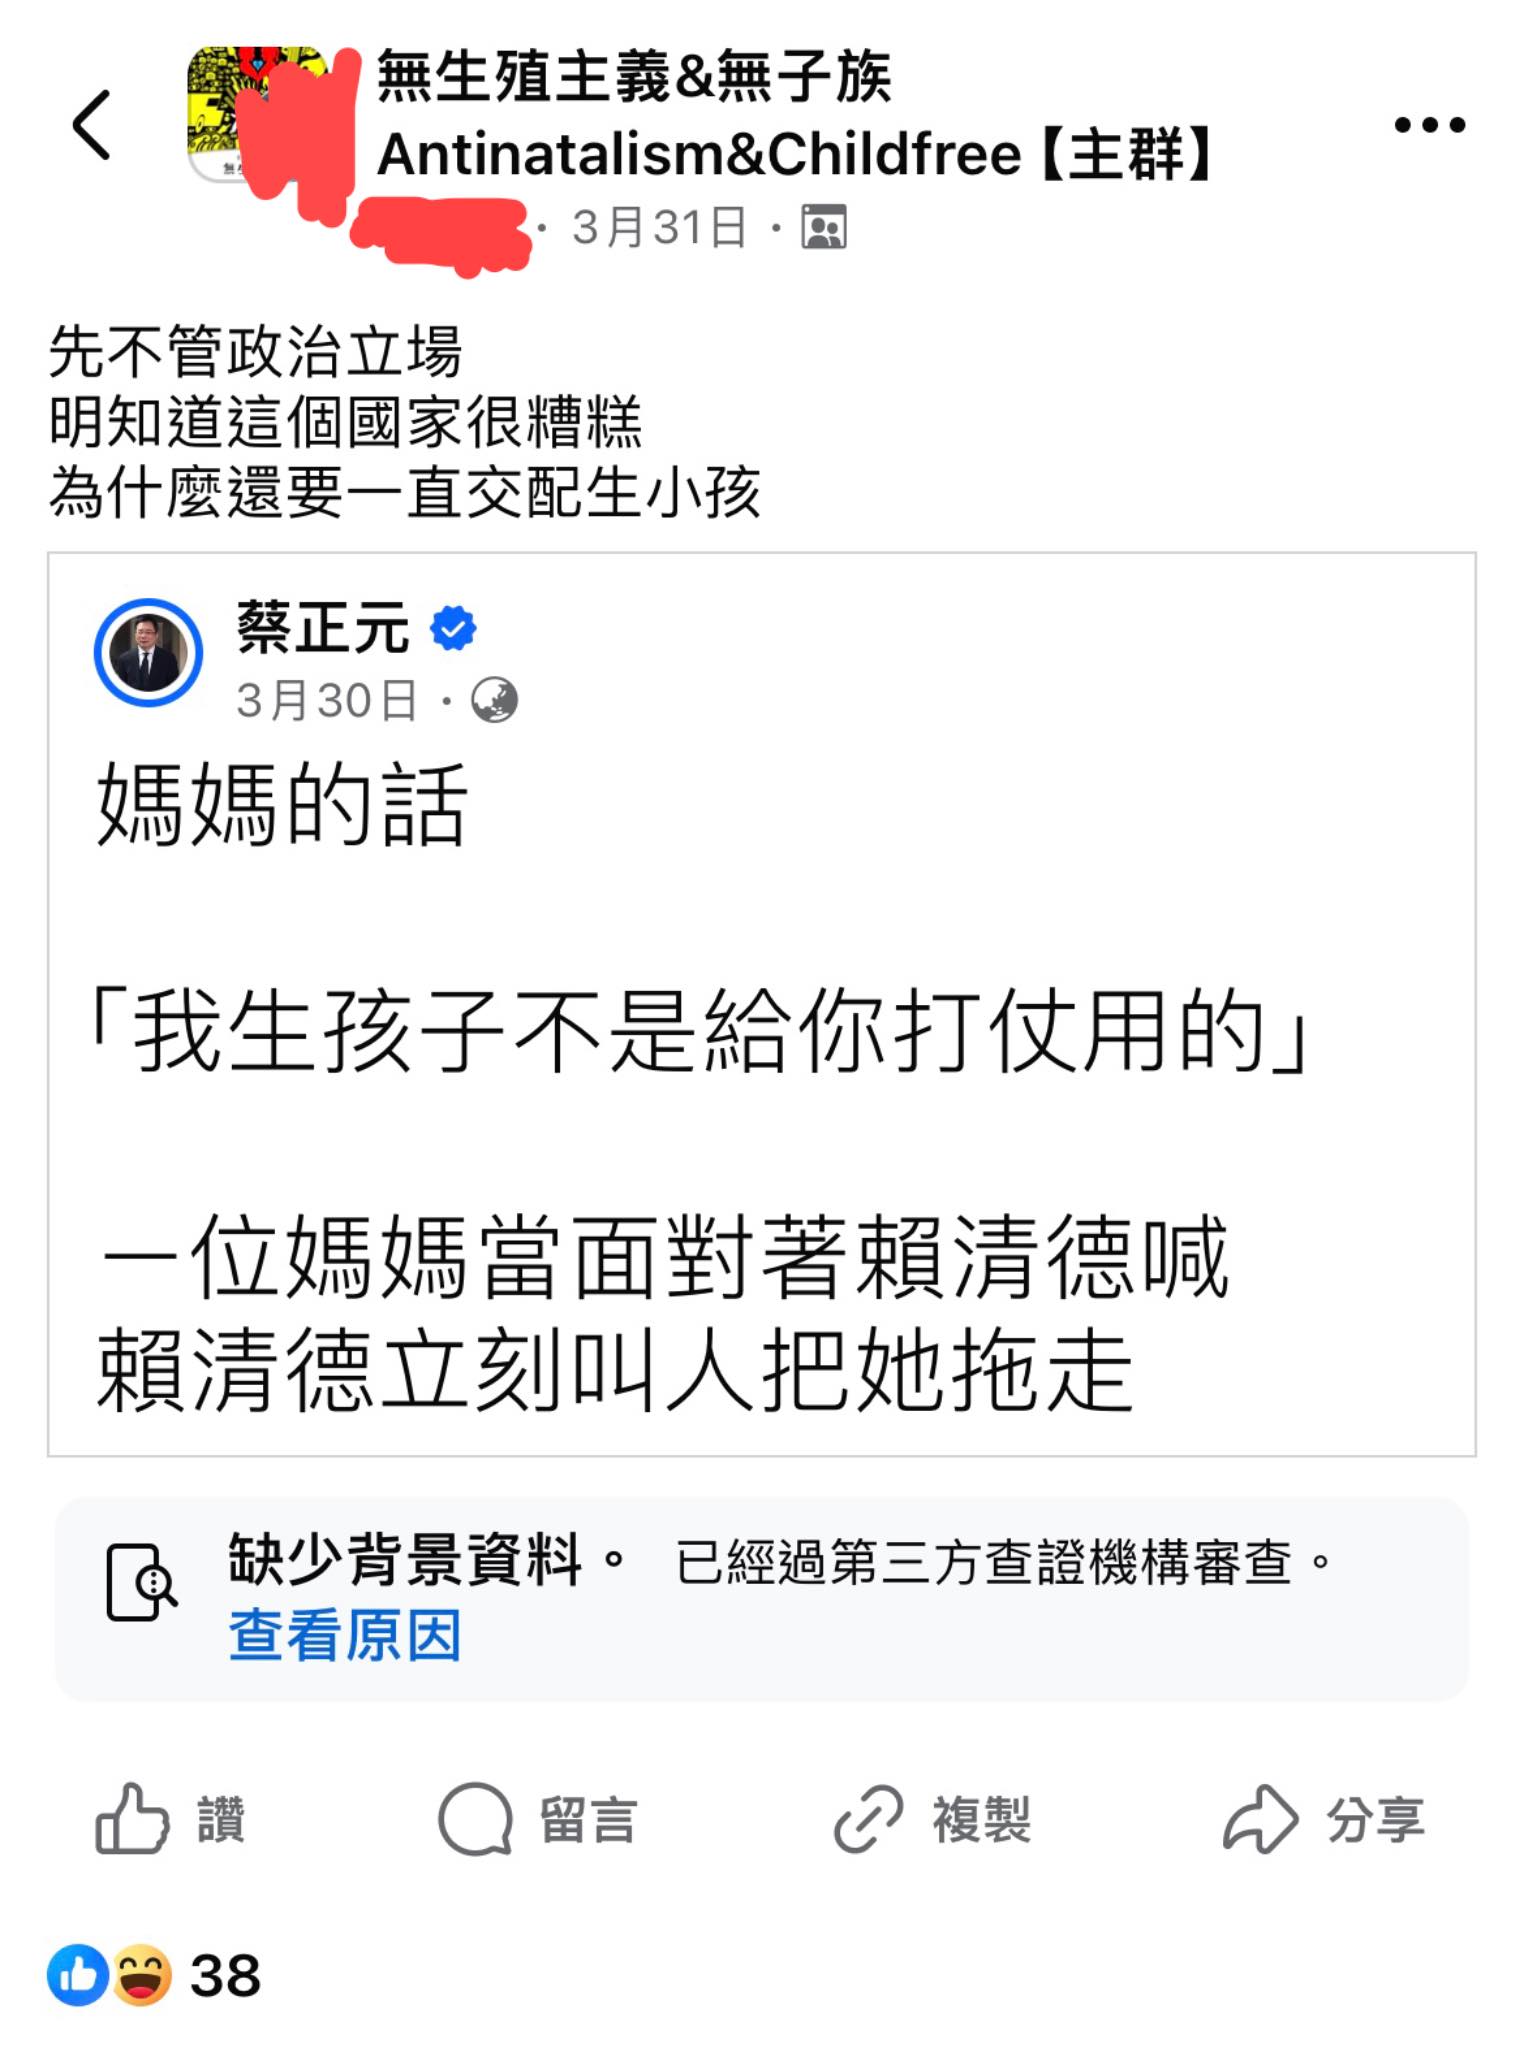 無生殖主義&無子族
Antinatalism&Childfree【主群】
· 3月31日 ·
先不管政治立場
明知道這個國家很糟糕
為什麼還要一直交配生小孩
蔡正元
3月30日 ·
媽媽的話
「我生孩子不是給你打仗用的」
一位媽媽當面對著賴清德喊
賴清德立刻叫人把她拖走
缺少背景資料。 已經過第三方查證機構審查。
查看原因
讚 留言 複製 分享
38